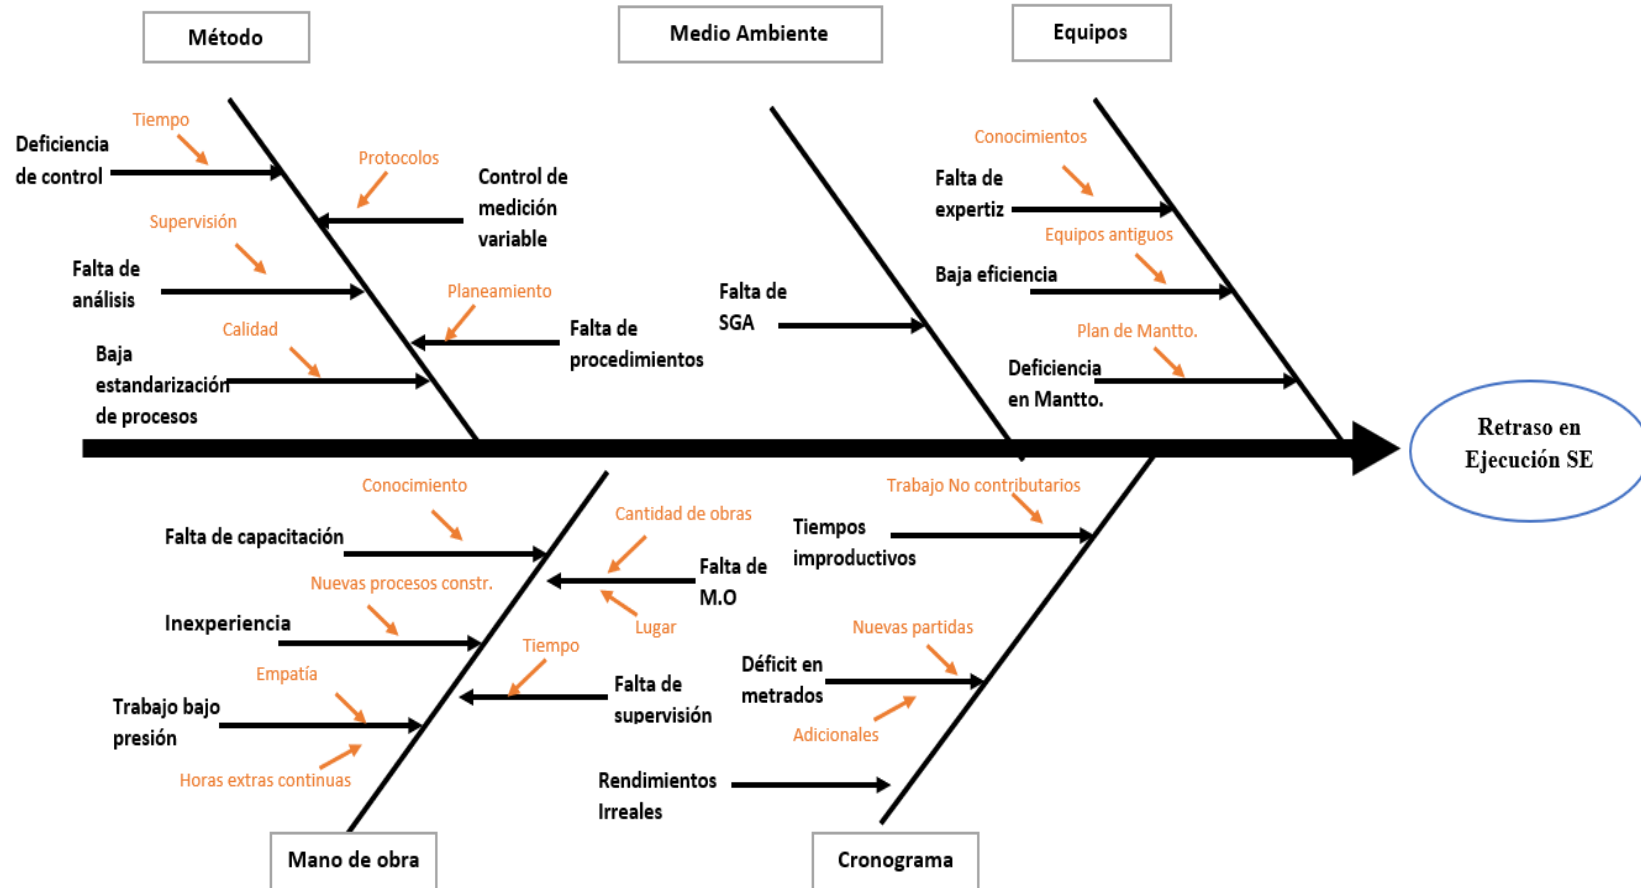 Método
Medio Ambiente
Equipos
Tiempo
Deficiencia
de control
Protocolos
Control de
medición
variable
Supervisión
Falta de
análisis
Planeamiento
Falta de
procedimientos
Calidad
Baja
estandarización
de procesos
Falta de
SGA
Conocimientos
Falta de
expertiz
Equipos antiguos
Baja eficiencia
Plan de Mantto.
Deficiencia
en Mantto.
Retraso en
Ejecución SE
Conocimiento
Falta de capacitación
Cantidad de obras
Falta de
M.O
Lugar
Nuevas procesos constr.
Inexperiencia
Tiempo
Falta de
supervisión
Empatía
Trabajo bajo
presión
Horas extras continuas
Trabajo No contributarios
Tiempos
improductivos
Nuevas partidas
Déficit en
metrados
Adicionales
Rendimientos
Irreales
Mano de obra
Cronograma